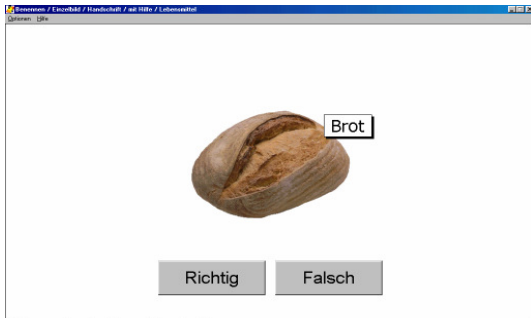 Benennen / Einzelbild / Handschrift / mit Hilfe / Lebensmittel
Optionen Hilfe
Brot
Richtig Falsch